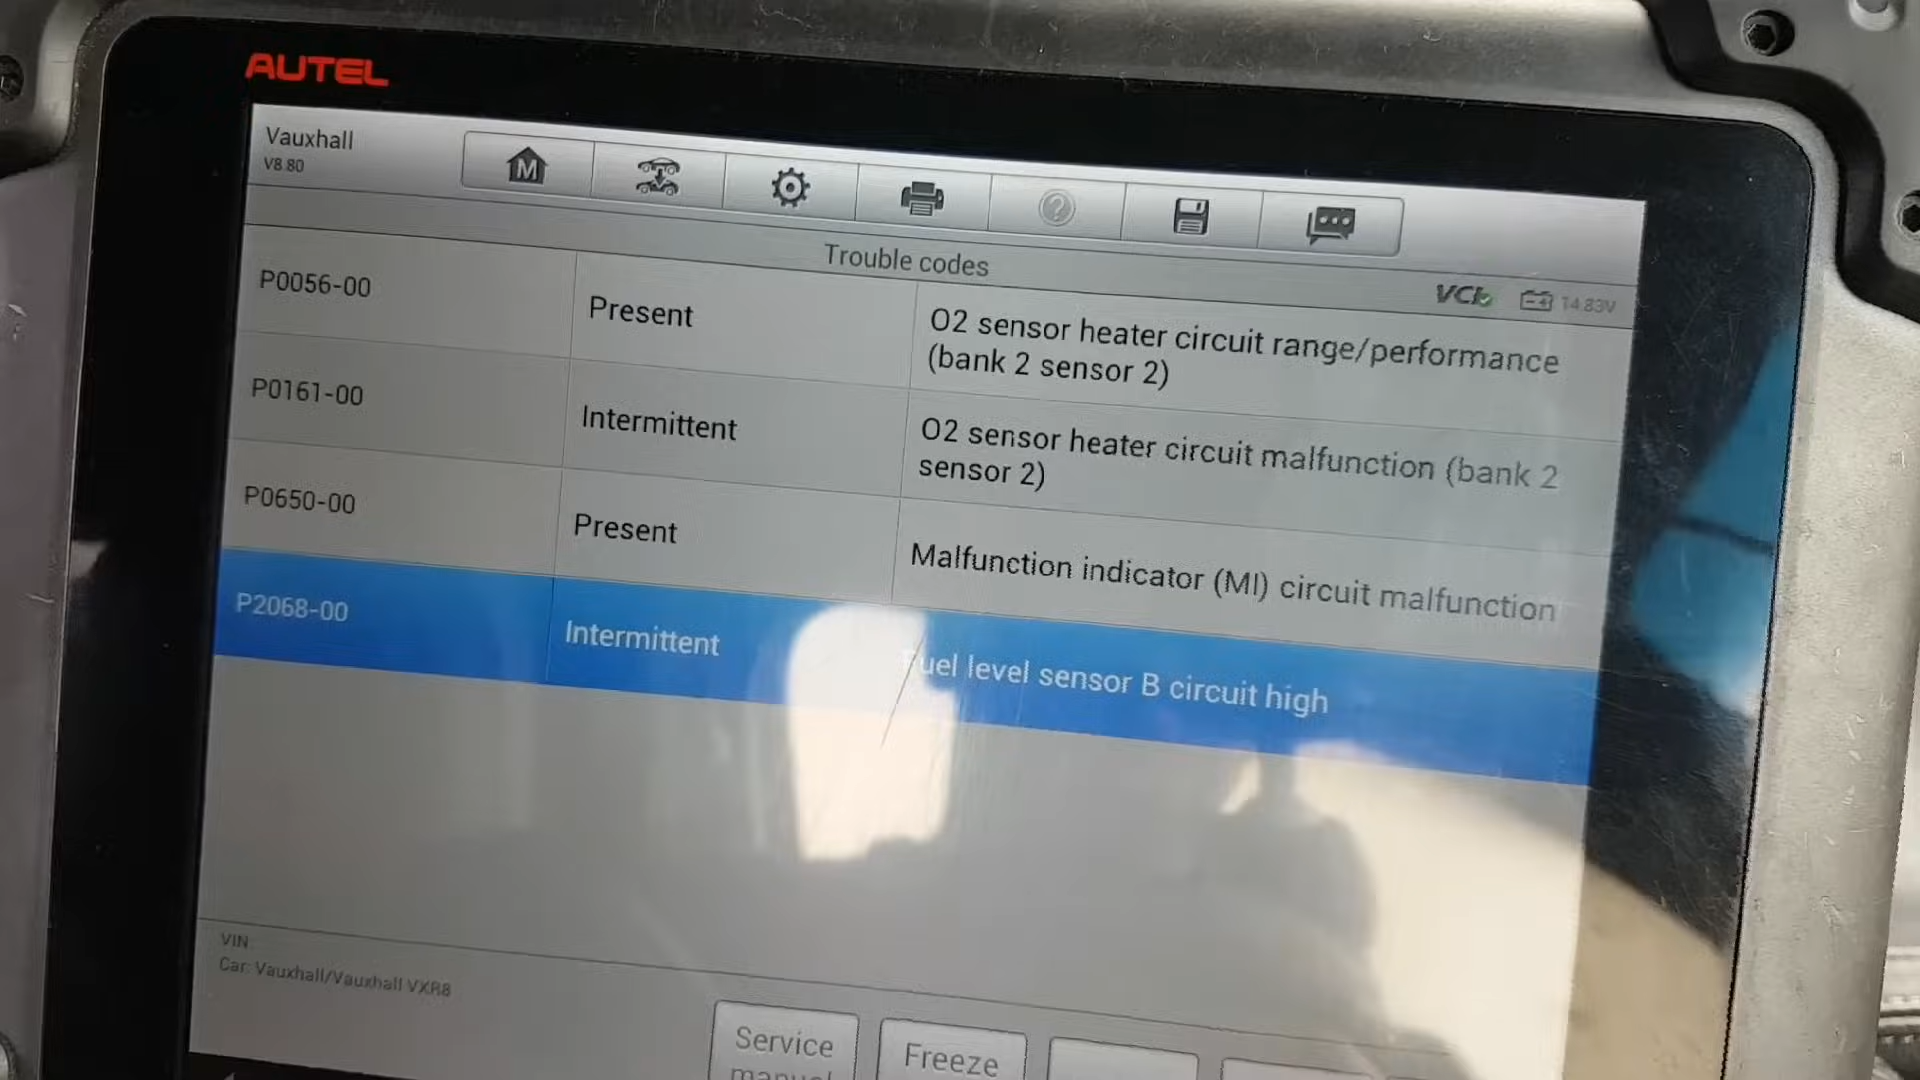 AUTEL
Vauxhall
V8.80
M
Trouble codes
VCI 14.83V
P0056-00 Present O2 sensor heater circuit range/performance
(bank 2 sensor 2)
P0161-00 Intermittent O2 sensor heater circuit malfunction (bank 2
sensor 2)
P0650-00 Present Malfunction indicator (MI) circuit malfunction
P2068-00 Intermittent Fuel level sensor B circuit high
VIN
Car: Vauxhall/Vauxhall VXR8
Service
manual
Freeze